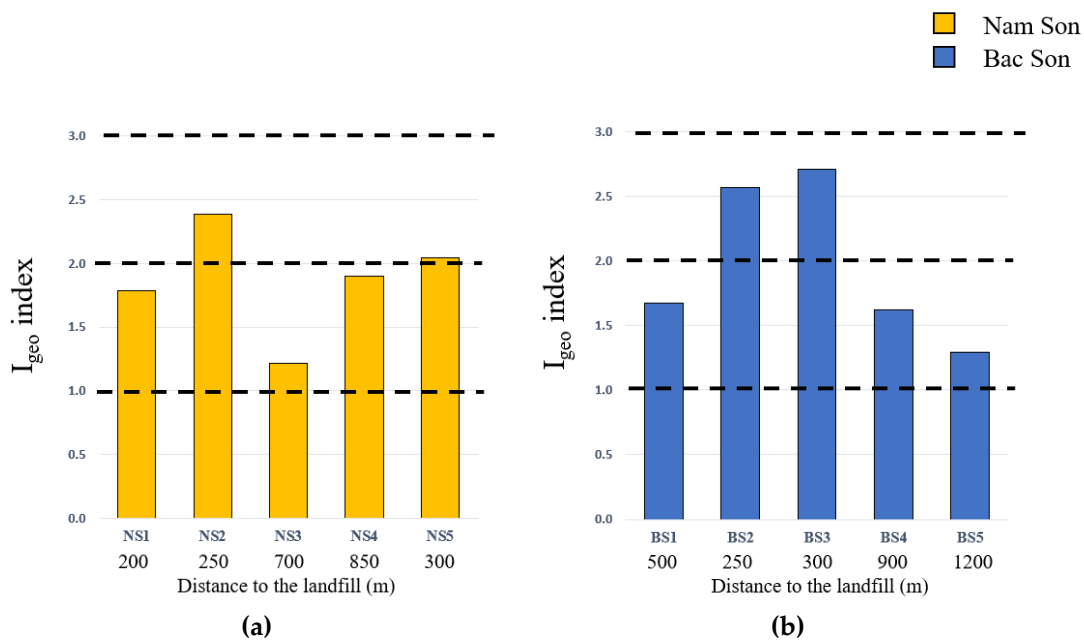 Nam Son
Bac Son
3.0
2.5
2.0
1.5
1.0
0.5
0.0
I_geo index
NS1 NS2 NS3 NS4 NS5
200 250 700 850 300
Distance to the landfill (m)
(a)
3.0
2.5
2.0
1.5
1.0
0.5
0.0
I_geo index
BS1 BS2 BS3 BS4 BS5
500 250 300 900 1200
Distance to the landfill (m)
(b)